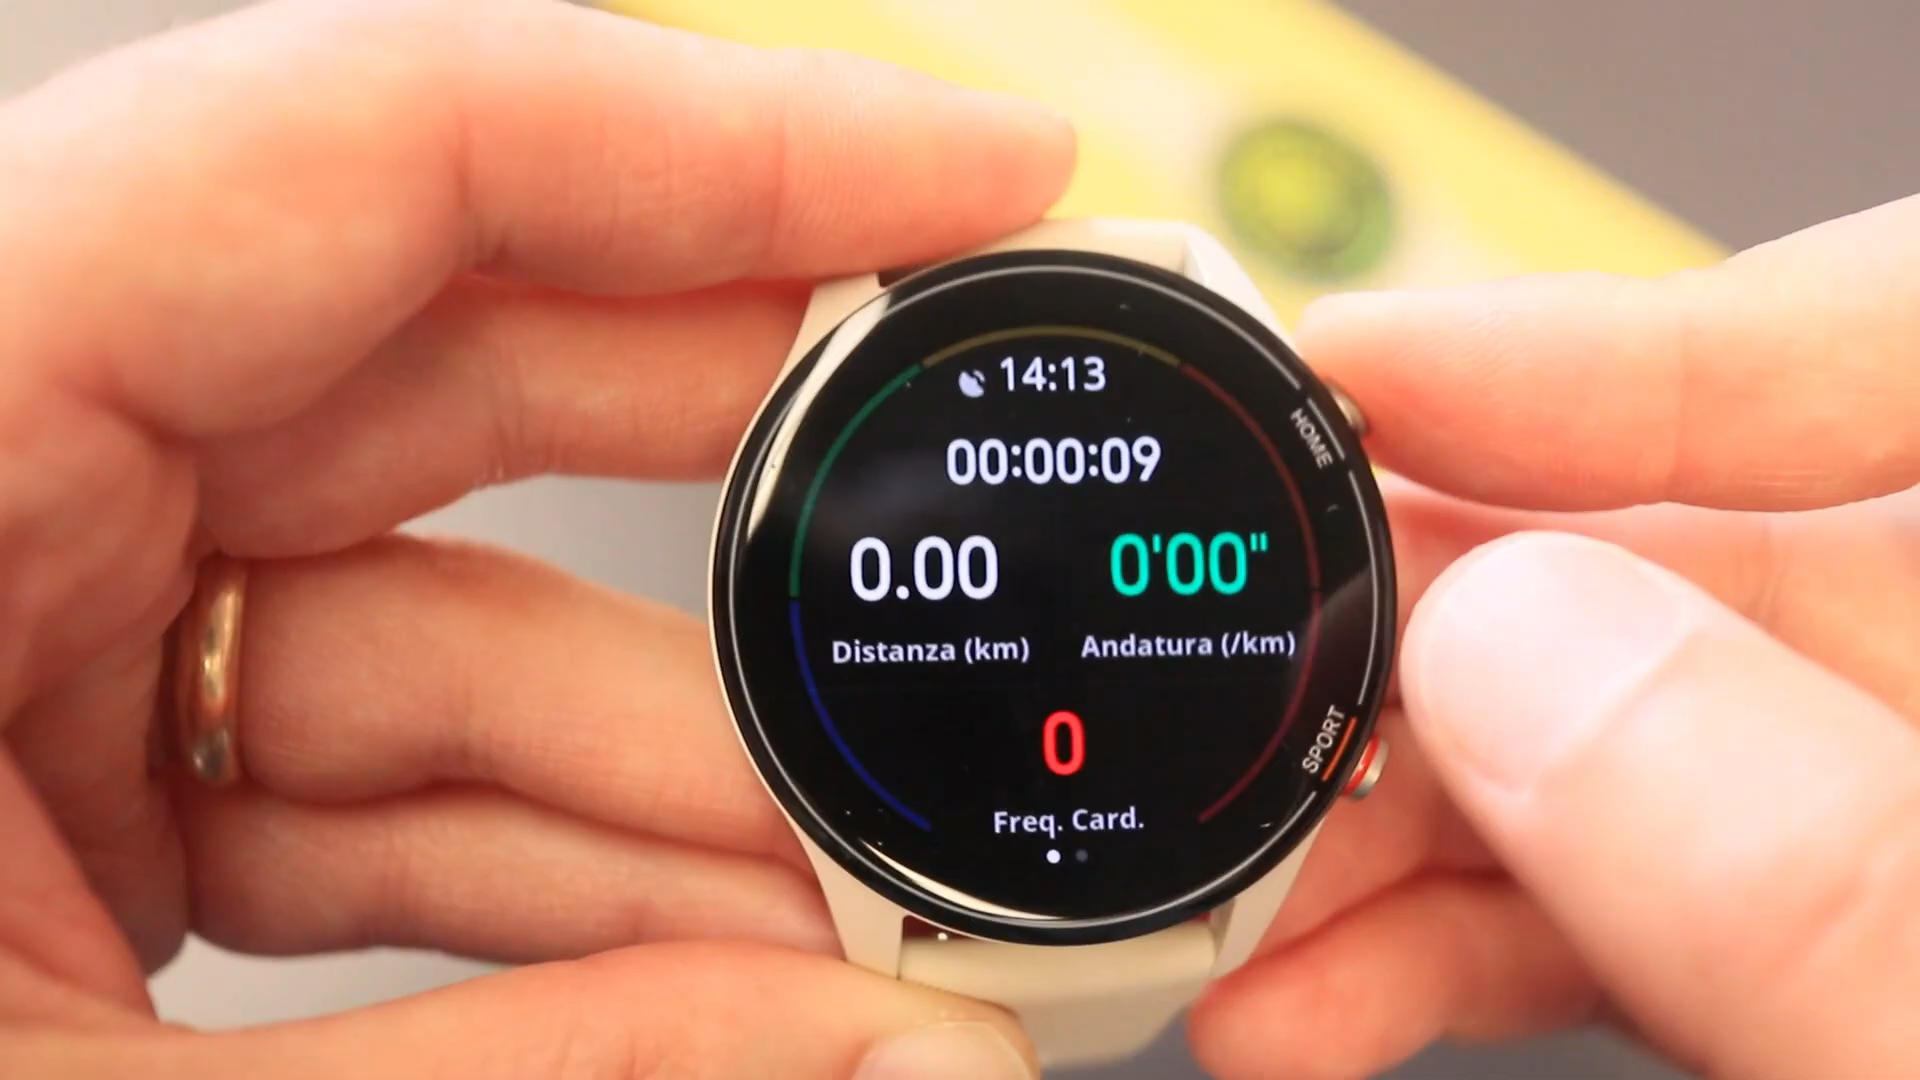 14:13
00:00:09
0.00 0'00"
Distanza (km) Andatura (/km)
0
Freq. Card.
HOME
SPORT